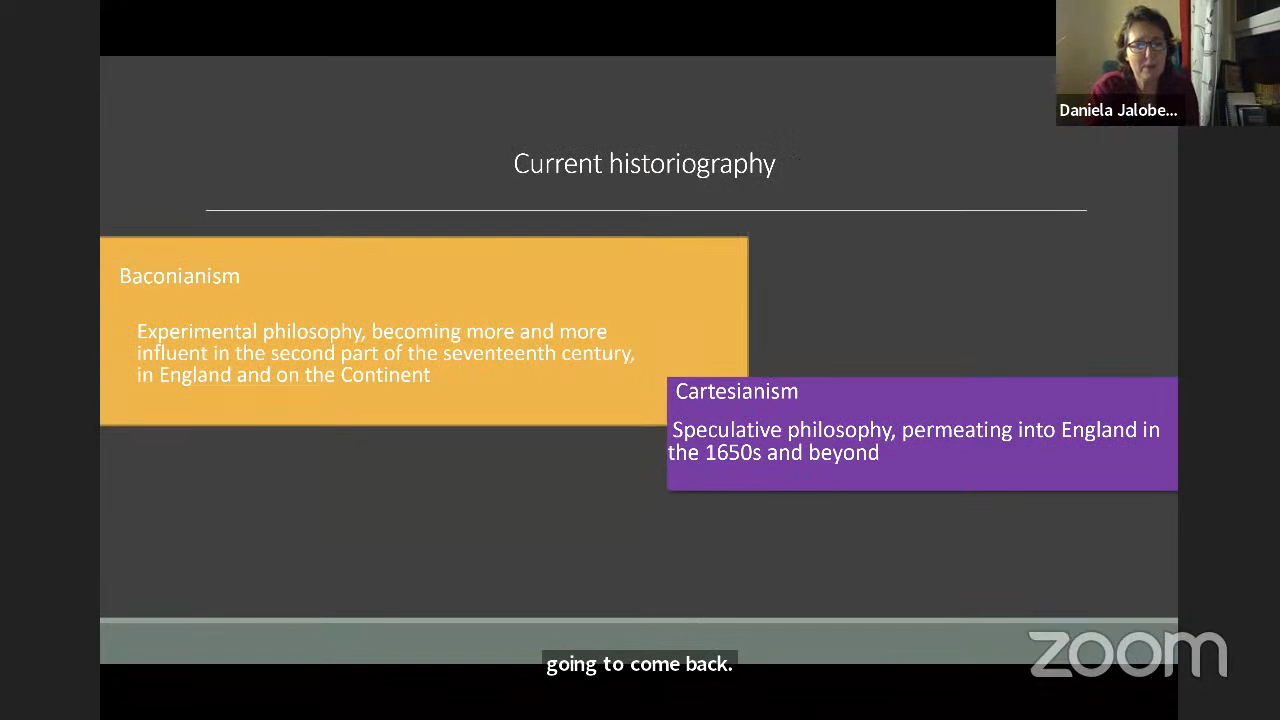 Daniela Jalobe...
Current historiography
Baconianism
Experimental philosophy, becoming more and more
influent in the second part of the seventeenth century,
in England and on the Continent
Cartesianism
Speculative philosophy, permeating into England in
the 1650s and beyond
going to come back.
zoom